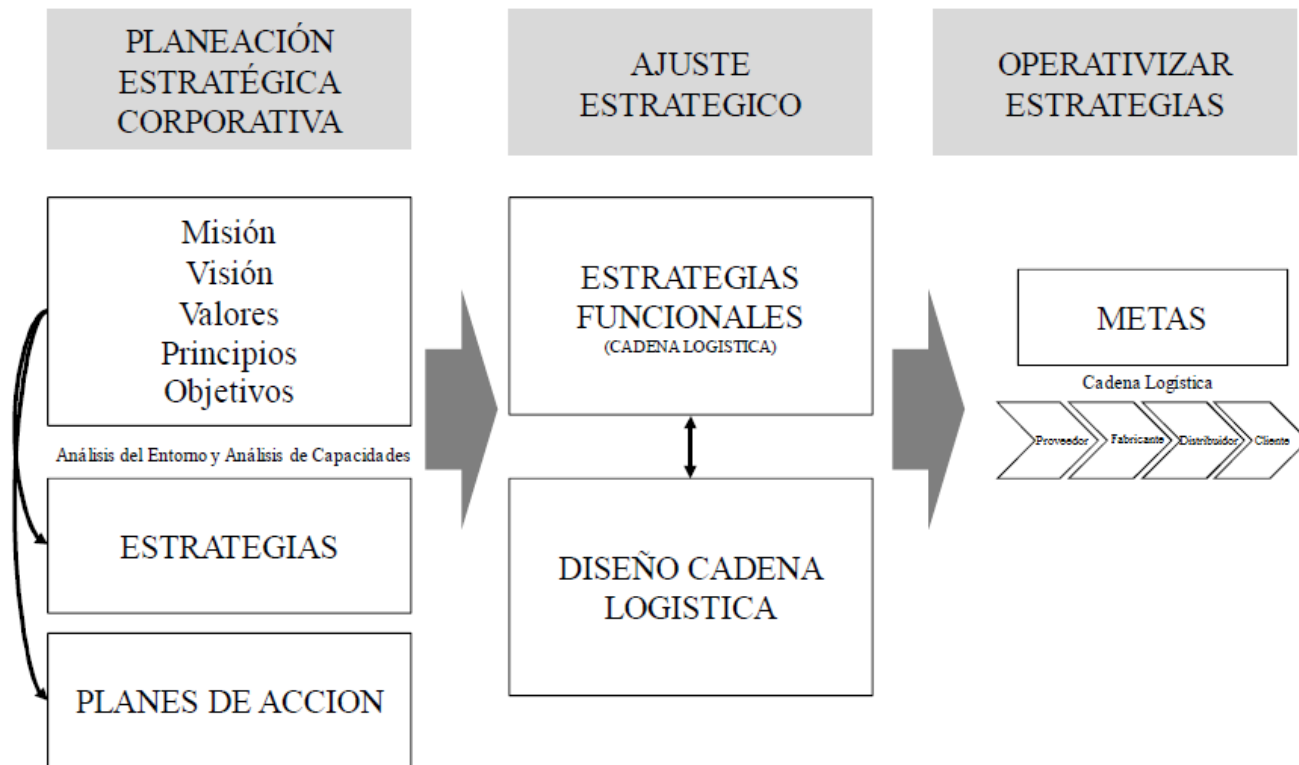 PLANEACIÓN
ESTRATÉGICA
CORPORATIVA
Misión
Visión
Valores
Principios
Objetivos
Análisis del Entorno y Análisis de Capacidades
ESTRATEGIAS
PLANES DE ACCION
AJUSTE
ESTRATEGICO
ESTRATEGIAS
FUNCIONALES
(CADENA LOGISTICA)
DISEÑO CADENA
LOGISTICA
OPERATIVIZAR
ESTRATEGIAS
METAS
Cadena Logística
Proveedor
Fabricante
Distribuidor
Cliente